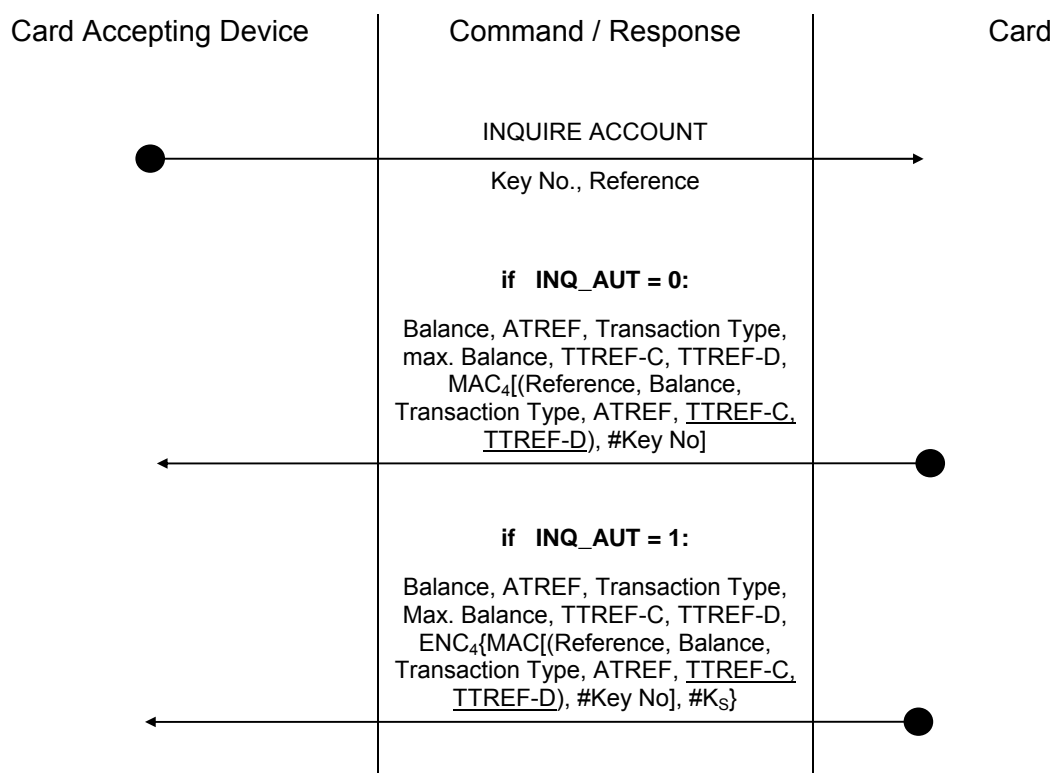 Card Accepting Device
Command / Response
Card
INQUIRE ACCOUNT
Key No., Reference
if INQ_AUT = 0:
Balance, ATREF, Transaction Type,
max. Balance, TTREF-C, TTREF-D,
MAC₄[(Reference, Balance,
Transaction Type, ATREF, TTREF-C,
TTREF-D), #Key No]
if INQ_AUT = 1:
Balance, ATREF, Transaction Type,
Max. Balance, TTREF-C, TTREF-D,
ENC₄{MAC[(Reference, Balance,
Transaction Type, ATREF, TTREF-C,
TTREF-D), #Key No], #Kₛ}